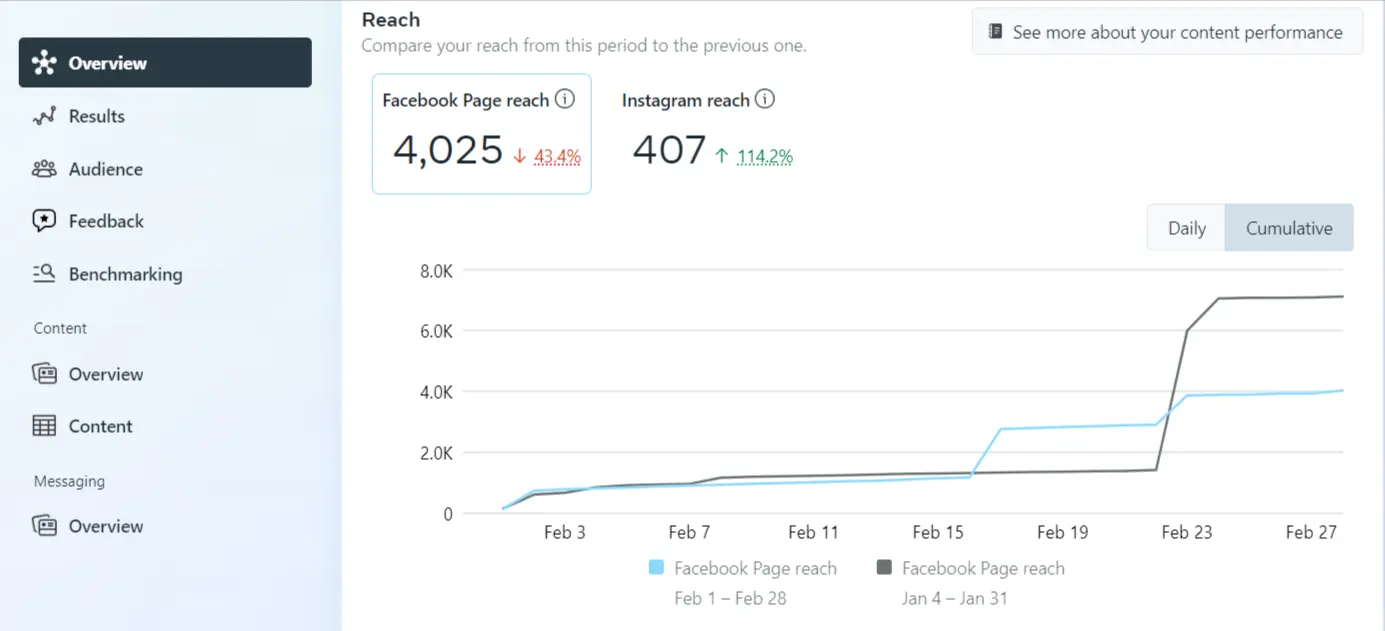 Overview
Results
Audience
Feedback
Benchmarking
Content
Overview
Content
Messaging
Overview
Reach
Compare your reach from this period to the previous one.
See more about your content performance
Facebook Page reach
4,025 ↓ 43.4%
Instagram reach
407 ↑ 114.2%
Daily Cumulative
8.0K
6.0K
4.0K
2.0K
0
Feb 3 Feb 7 Feb 11 Feb 15 Feb 19 Feb 23 Feb 27
Facebook Page reach
Feb 1 – Feb 28
Facebook Page reach
Jan 4 – Jan 31